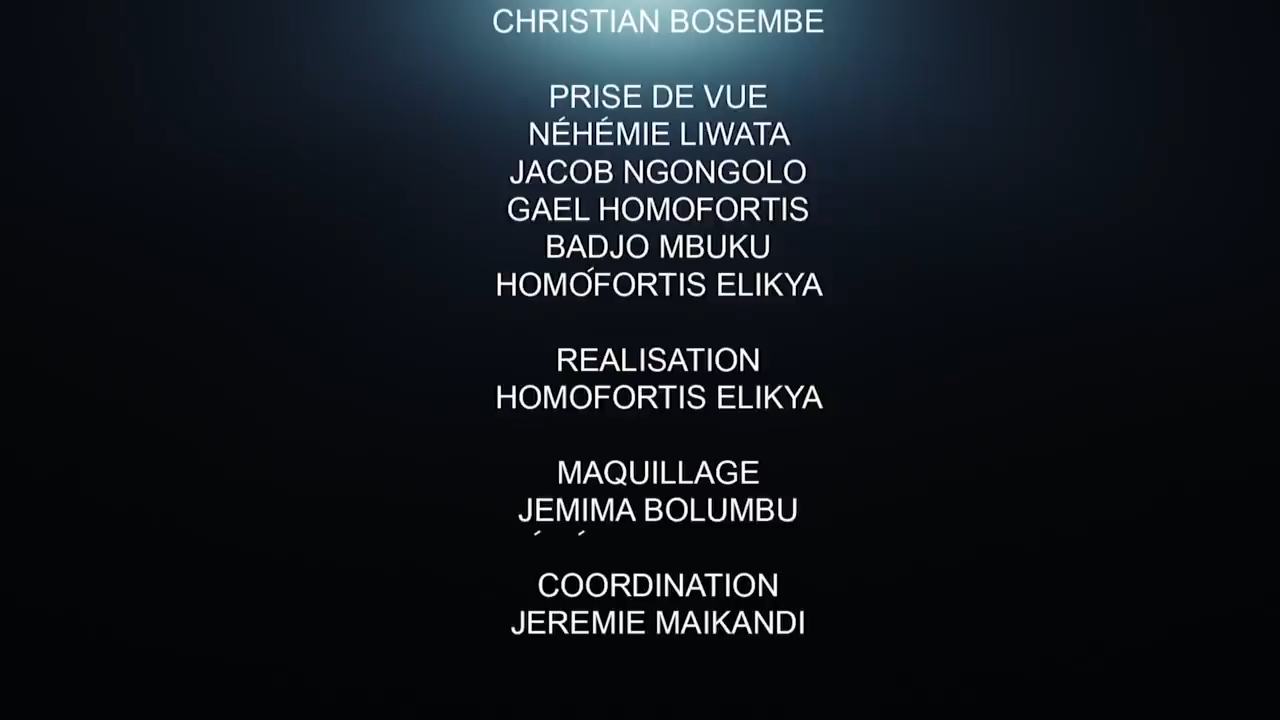 CHRISTIAN BOSEMBE
PRISE DE VUE
NÉHÉMIE LIWATA
JACOB NGONGOLO
GAEL HOMOFORTIS
BADJO MBUKU
HOMOFORTIS ELIKYA
REALISATION
HOMOFORTIS ELIKYA
MAQUILLAGE
JEMIMA BOLUMBU
COORDINATION
JEREMIE MAIKANDI